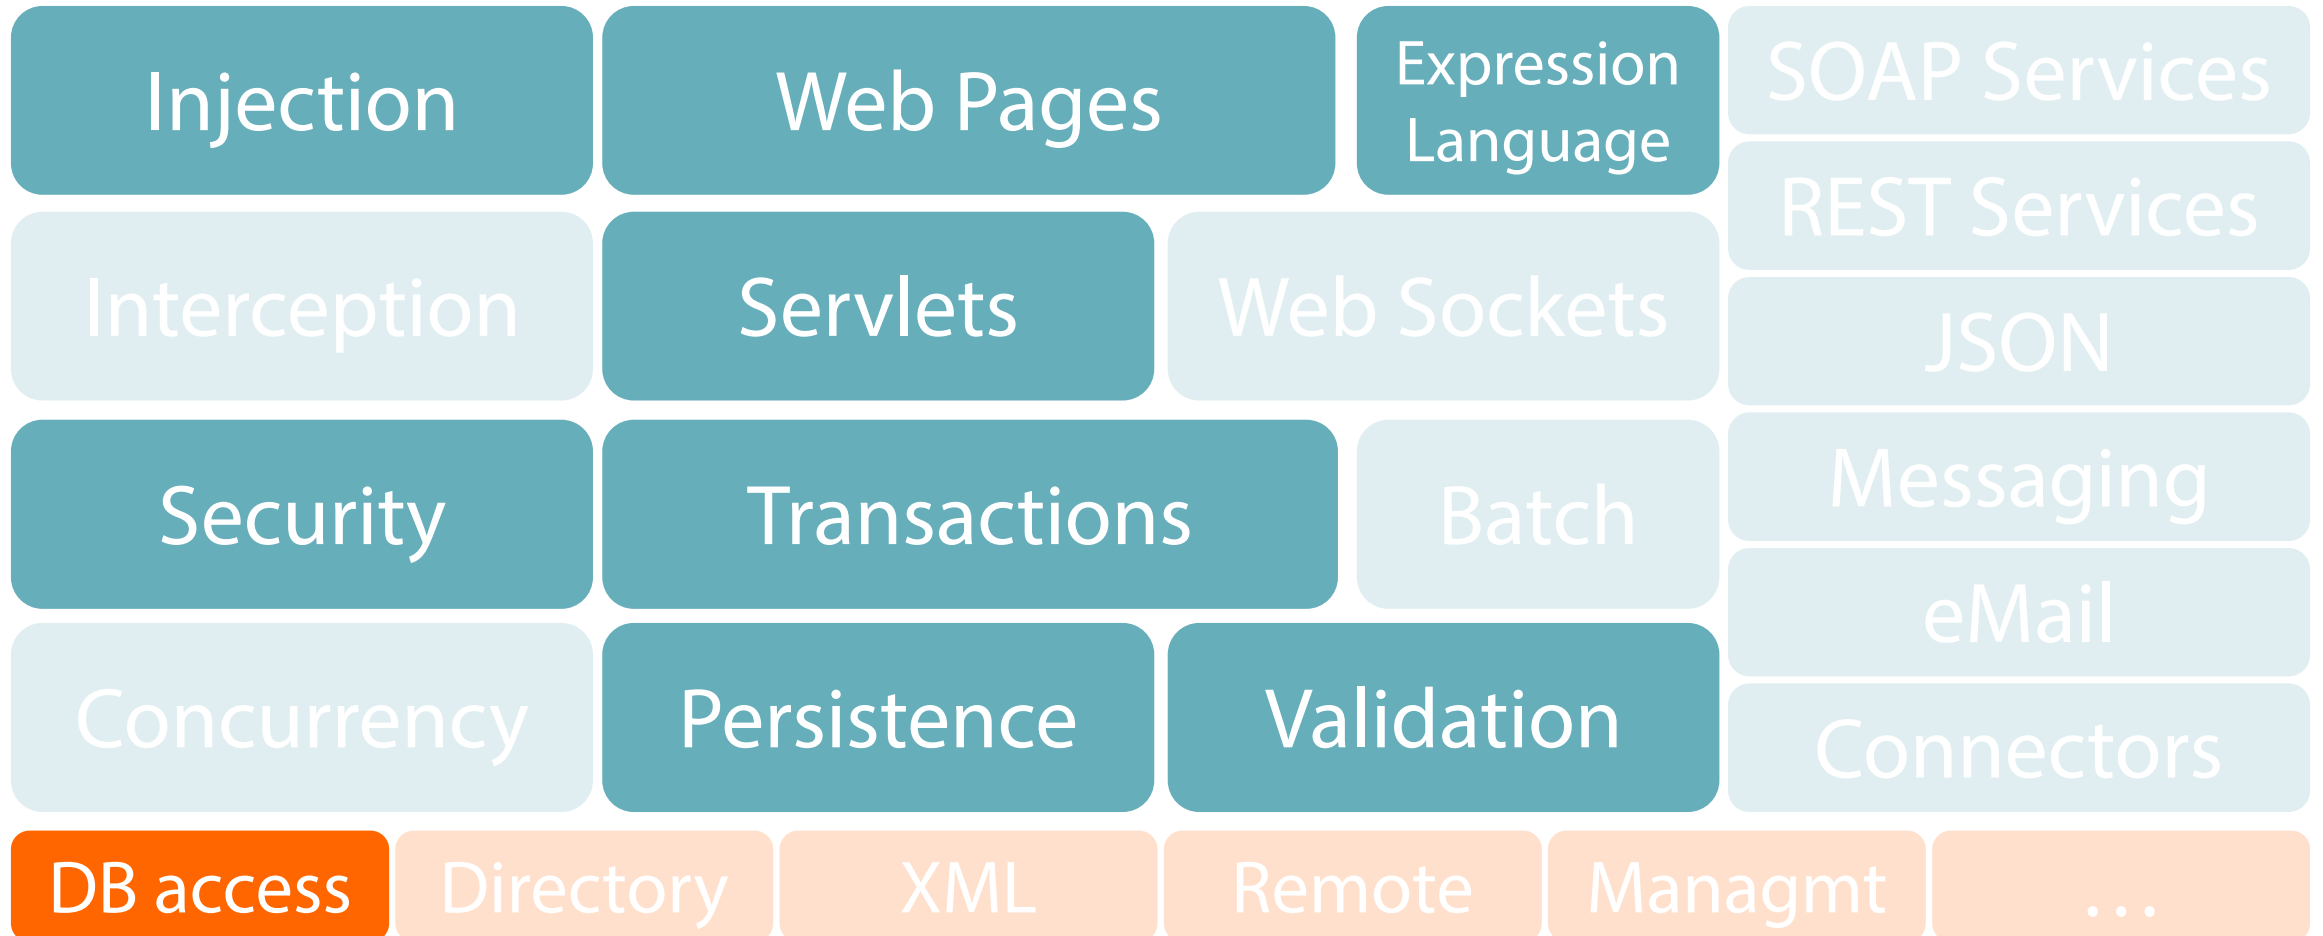 Injection
Web Pages
Expression
Language
SOAP Services
REST Services
Interception
Servlets
Web Sockets
JSON
Security
Transactions
Batch
Messaging
eMail
Concurrency
Persistence
Validation
Connectors
DB access
Directory
XML
Remote
Managmt
...